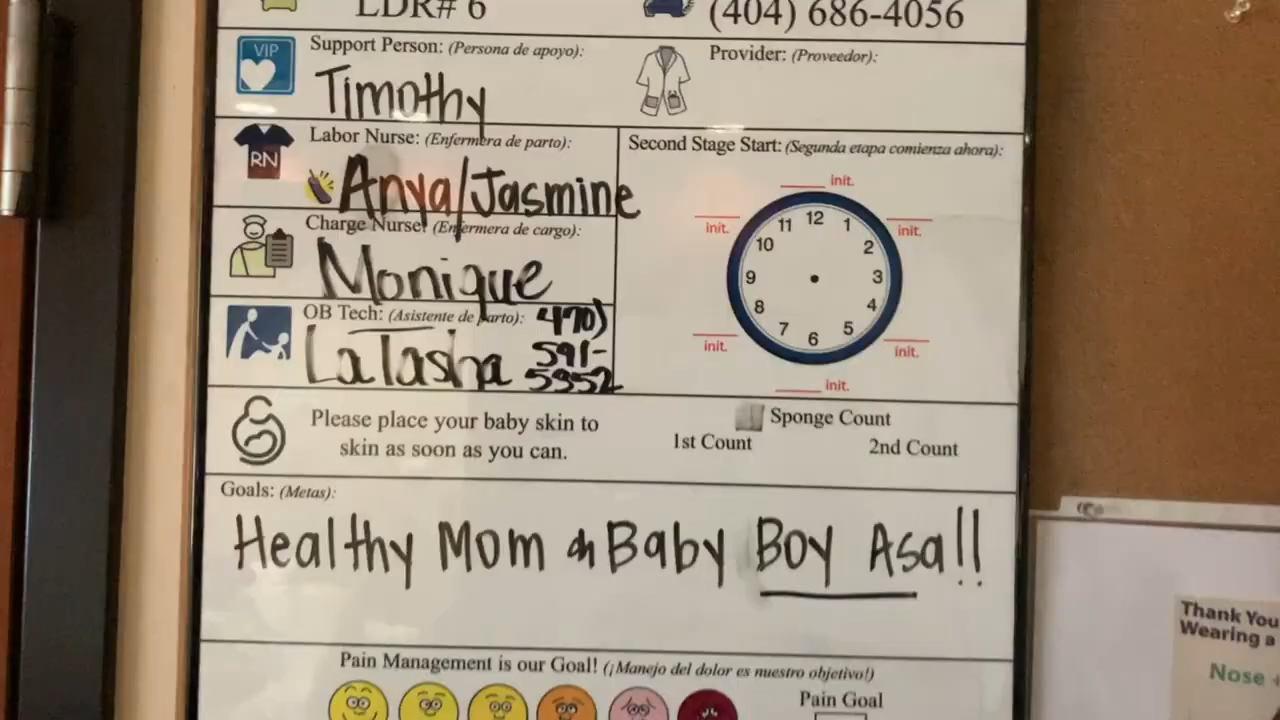 LDR# 6
(404) 686-4056
VIP
Support Person: (Persona de apoyo):
Timothy
Provider: (Proveedor):
RN
Labor Nurse: (Enfermera de parto):
Anya/Jasmine
Charge Nurse: (Enfermera de cargo):
Monique
OB Tech: (Asistente de parto):
LaTasha
470)
591-
5352
Second Stage Start: (Segunda etapa comienza ahora):
init.
init.
init.
init.
init.
init.
12
1
2
3
4
5
6
7
8
9
10
11
Please place your baby skin to
skin as soon as you can.
Sponge Count
1st Count
2nd Count
Goals: (Metas):
Healthy Mom & Baby Boy Asa!!
Pain Management is our Goal! (¡Manejo del dolor es nuestro objetivo!)
Pain Goal
Thank You
Wearing a
Nose